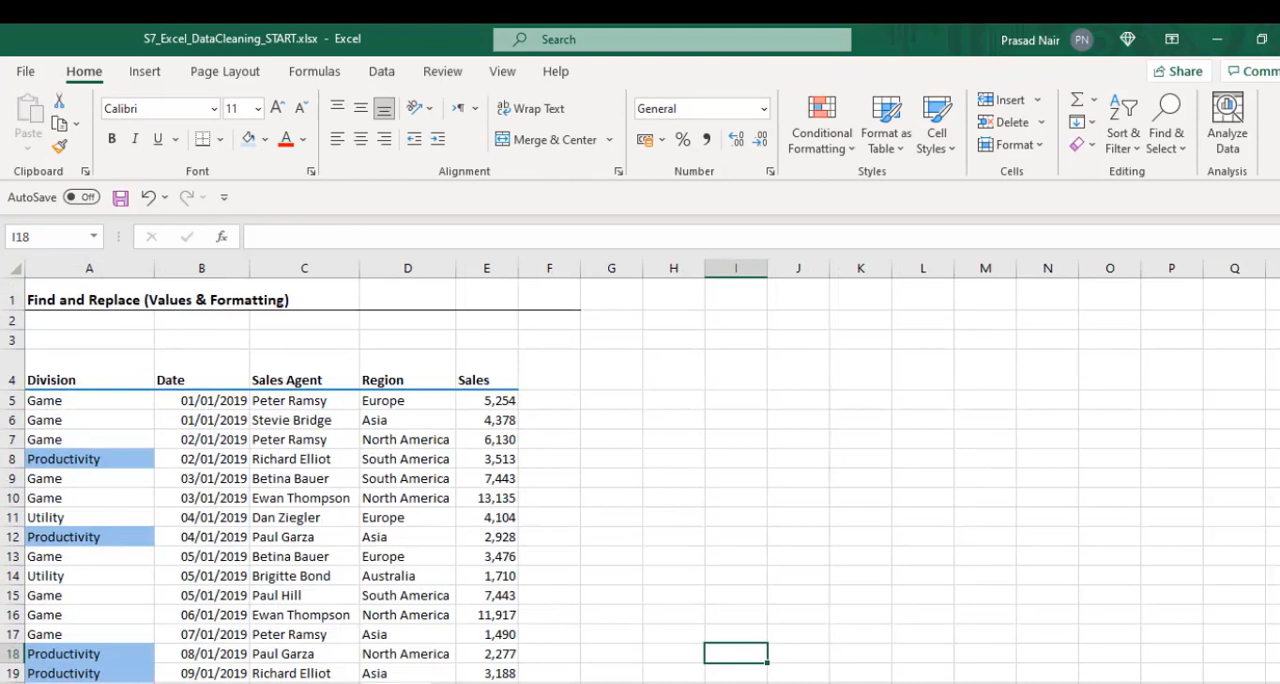 S7_Excel_DataCleaning_START.xlsx - Excel
Search
Prasad Nair PN
File Home Insert Page Layout Formulas Data Review View Help
Share Comm
Paste
Calibri 11
B I U
Wrap Text
Merge & Center
General
Conditional Formatting
Format as Table
Cell Styles
Insert
Delete
Format
Sort & Filter
Find & Select
Analyze Data
Clipboard Font Alignment Number Styles Cells Editing Analysis
AutoSave Off
I18 fx
A B C D E F G H I J K L M N O P Q
1 Find and Replace (Values & Formatting)
2
3
4 Division Date Sales Agent Region Sales
5 Game 01/01/2019 Peter Ramsy Europe 5,254
6 Game 01/01/2019 Stevie Bridge Asia 4,378
7 Game 02/01/2019 Peter Ramsy North America 6,130
8 Productivity 02/01/2019 Richard Elliot South America 3,513
9 Game 03/01/2019 Betina Bauer South America 7,443
10 Game 03/01/2019 Ewan Thompson North America 13,135
11 Utility 04/01/2019 Dan Ziegler Europe 4,104
12 Productivity 04/01/2019 Paul Garza Asia 2,928
13 Game 05/01/2019 Betina Bauer Europe 3,476
14 Utility 05/01/2019 Brigitte Bond Australia 1,710
15 Game 05/01/2019 Paul Hill South America 7,443
16 Game 06/01/2019 Ewan Thompson North America 11,917
17 Game 07/01/2019 Peter Ramsy Asia 1,490
18 Productivity 08/01/2019 Paul Garza North America 2,277
19 Productivity 09/01/2019 Richard Elliot Asia 3,188